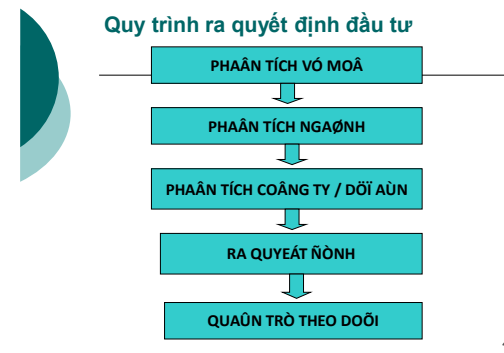 Quy trình ra quyết định đầu tư
PHAÂN TÍCH VÓ MOÂ
PHAÂN TÍCH NGAØNH
PHAÂN TÍCH COÂNG TY / DÖÏ AÙN
RA QUYEÁT ÑÒNH
QUAÛN TRÒ THEO DOÕI